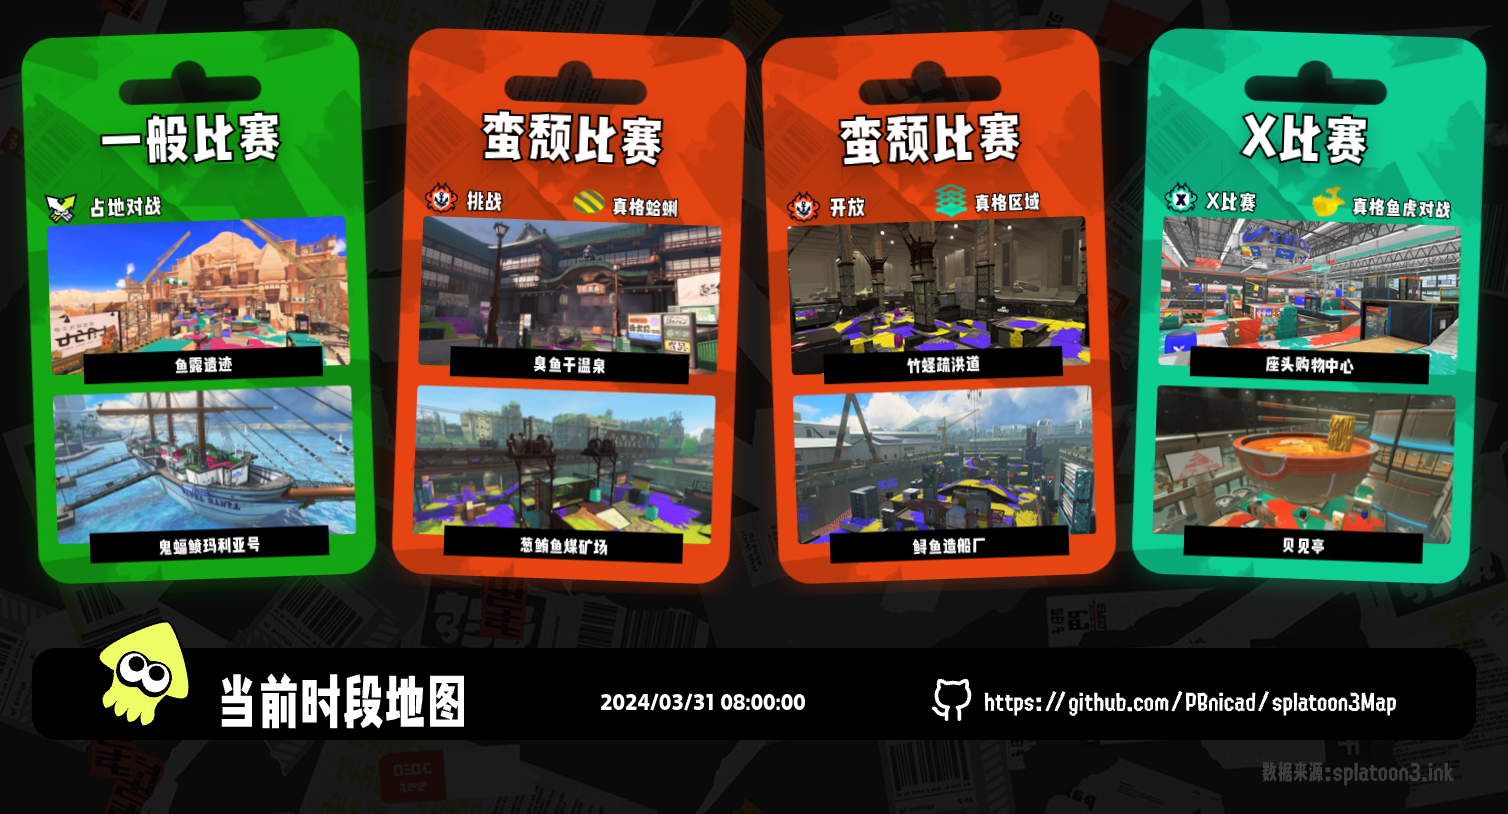 一般比赛
占地对战
鱼露遗迹
鬼蝠鲼玛利亚号
蛮颓比赛
挑战
真格蛤蜊
臭鱼干温泉
葱鲔鱼煤矿场
蛮颓比赛
开放
真格区域
竹蛏疏洪道
鲟鱼造船厂
X比赛
X比赛
真格鱼虎对战
座头购物中心
贝见亭
当前时段地图
2024/03/31 08:00:00
https://github.com/PBnicad/splatoon3Map
数据来源:splatoon3.ink